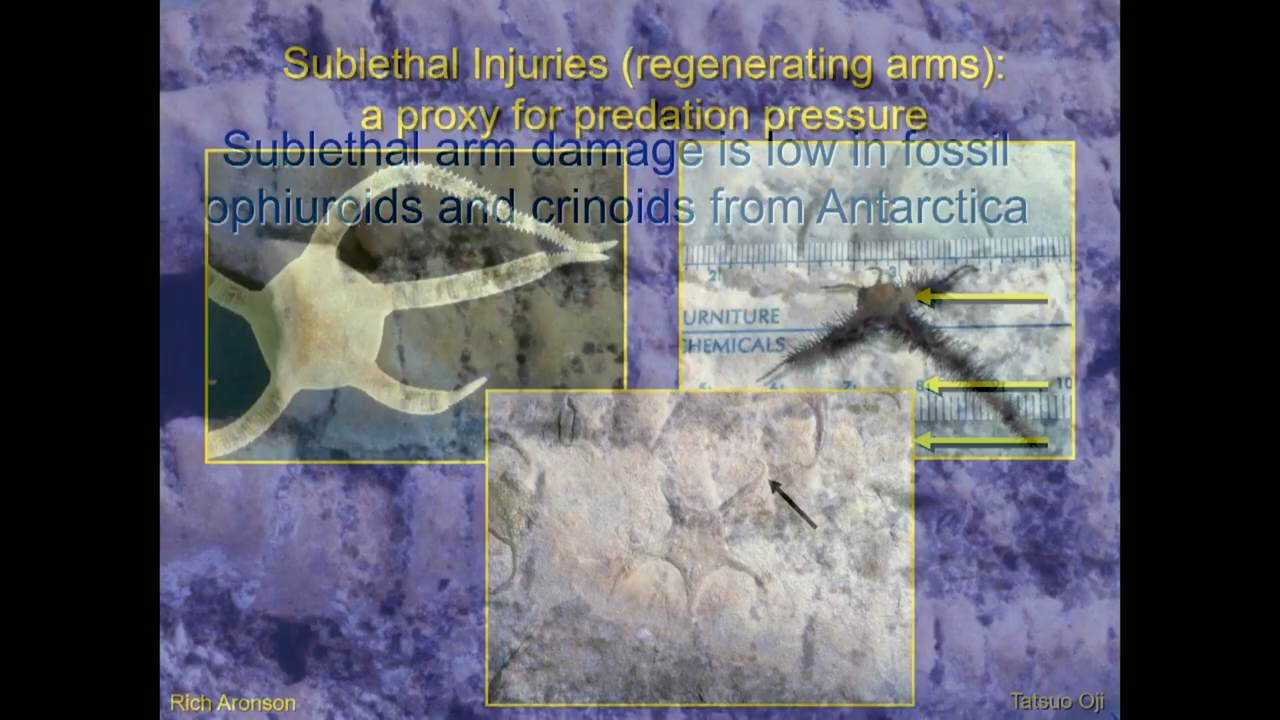 Sublethal Injuries (regenerating arms):
a proxy for predation pressure
Sublethal arm damage is low in fossil
ophiuroids and crinoids from Antarctica
URNITURE
HEMICALS
Rich Aronson
Tatsuo Oji